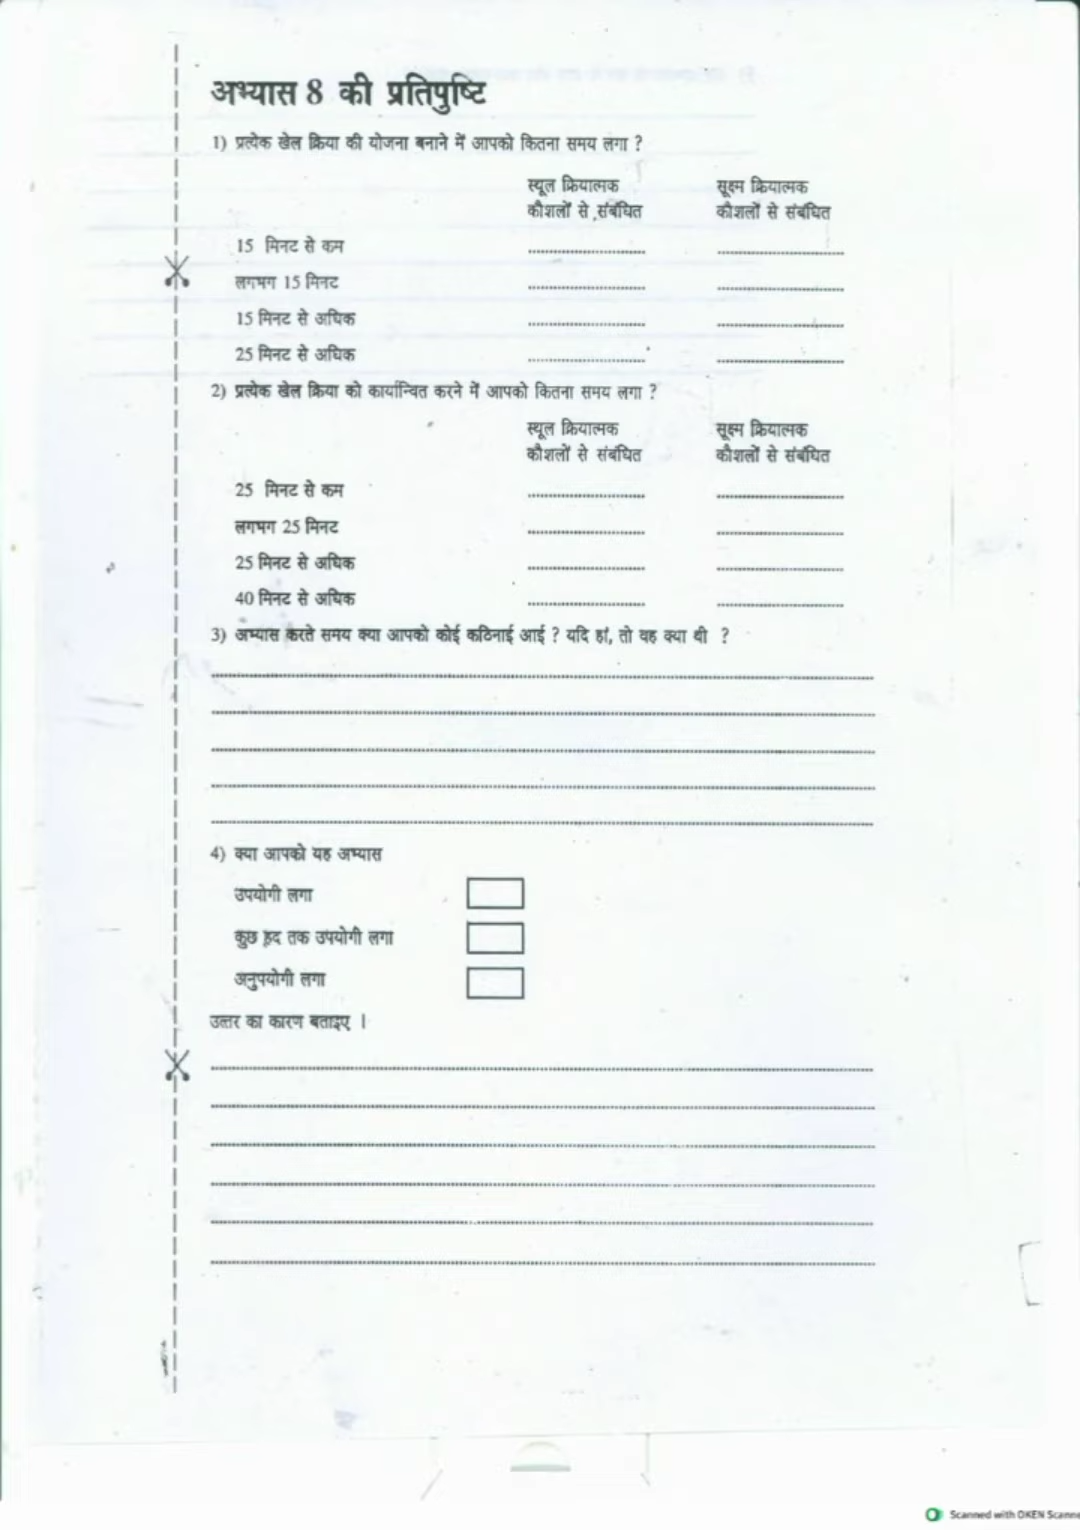 अभ्यास 8 की प्रतिपुष्टि
1) प्रत्येक खेल क्रिया की योजना बनाने में आपको कितना समय लगा ?
स्थूल क्रियात्मक सूक्ष्म क्रियात्मक
कौशलों से संबंधित कौशलों से संबंधित
15 मिनट से कम
लगभग 15 मिनट
15 मिनट से अधिक
25 मिनट से अधिक
2) प्रत्येक खेल क्रिया को कार्यान्वित करने में आपको कितना समय लगा ?
स्थूल क्रियात्मक सूक्ष्म क्रियात्मक
कौशलों से संबंधित कौशलों से संबंधित
25 मिनट से कम
लगभग 25 मिनट
25 मिनट से अधिक
40 मिनट से अधिक
3) अभ्यास करते समय क्या आपको कोई कठिनाई आई ? यदि हां, तो वह क्या थी ?
4) क्या आपको यह अभ्यास
उपयोगी लगा
कुछ हद तक उपयोगी लगा
अनुपयोगी लगा
उत्तर का कारण बताइए ।
Scanned with OKEN Scanne